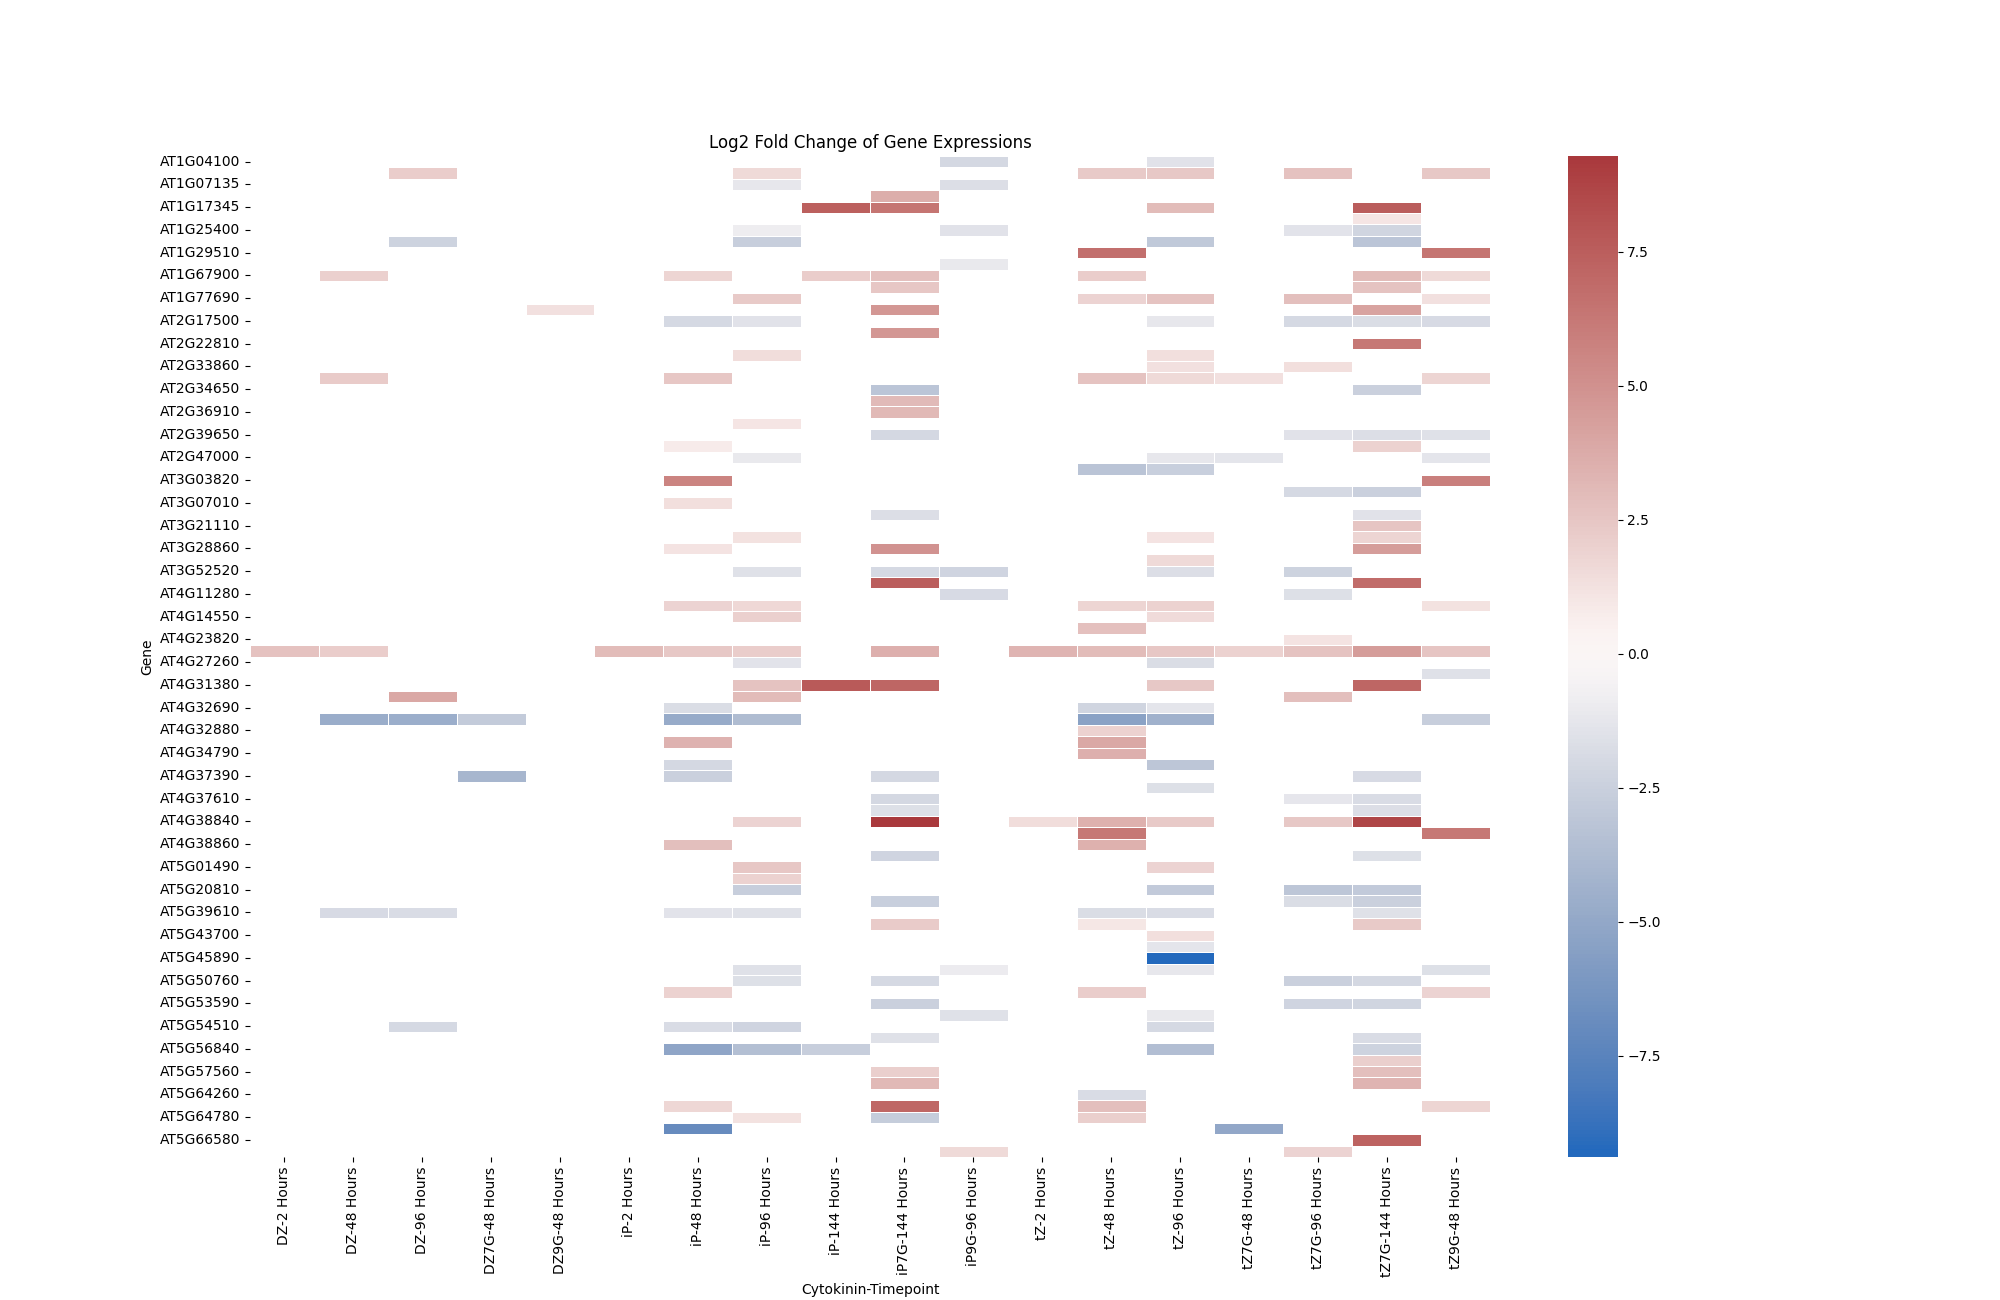 Log2 Fold Change of Gene Expressions
AT1G04100
AT1G07135
AT1G17345
AT1G25400
AT1G29510
AT1G67900
AT1G77690
AT2G17500
AT2G22810
AT2G33860
AT2G34650
AT2G36910
AT2G39650
AT2G47000
AT3G03820
AT3G07010
AT3G21110
AT3G28860
AT3G52520
AT4G11280
AT4G14550
AT4G23820
AT4G27260
AT4G31380
AT4G32690
AT4G32880
AT4G34790
AT4G37390
AT4G37610
AT4G38840
AT4G38860
AT5G01490
AT5G20810
AT5G39610
AT5G43700
AT5G45890
AT5G50760
AT5G53590
AT5G54510
AT5G56840
AT5G57560
AT5G64260
AT5G64780
AT5G66580
Gene
DZ-2 Hours
DZ-48 Hours
DZ-96 Hours
DZ7G-48 Hours
DZ9G-48 Hours
iP-2 Hours
iP-48 Hours
iP-96 Hours
iP-144 Hours
iP7G-144 Hours
iP9G-96 Hours
tZ-2 Hours
tZ-48 Hours
tZ-96 Hours
tZ7G-48 Hours
tZ7G-96 Hours
tZ7G-144 Hours
tZ9G-48 Hours
Cytokinin-Timepoint
7.5
5.0
2.5
0.0
−2.5
−5.0
−7.5